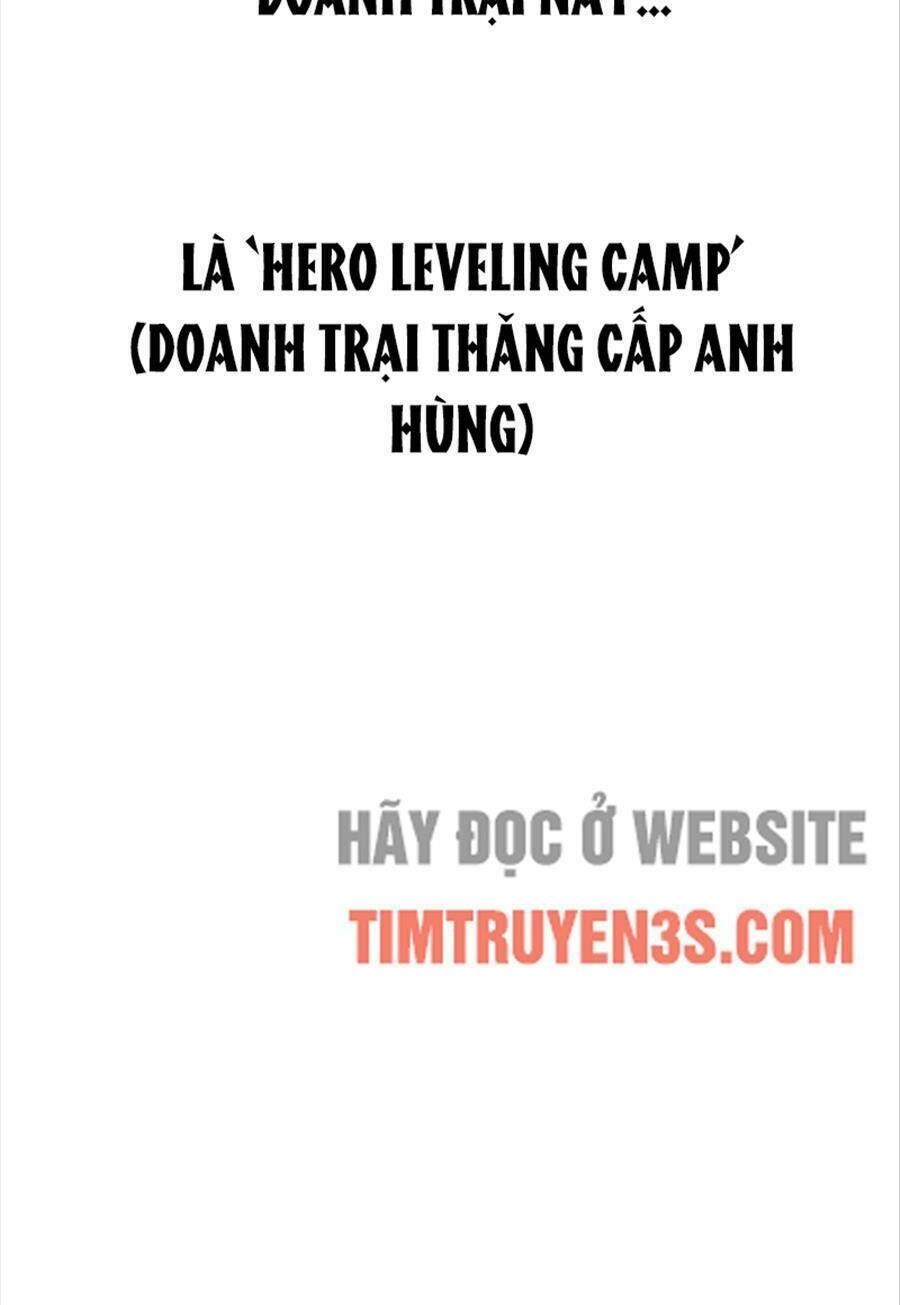 DOANH TRẠI NÀY...
LÀ 'HERO LEVELING CAMP'
(DOANH TRẠI THĂNG CẤP ANH
HÙNG)
HÃY ĐỌC Ở WEBSITE
TIMTRUYEN3S.COM